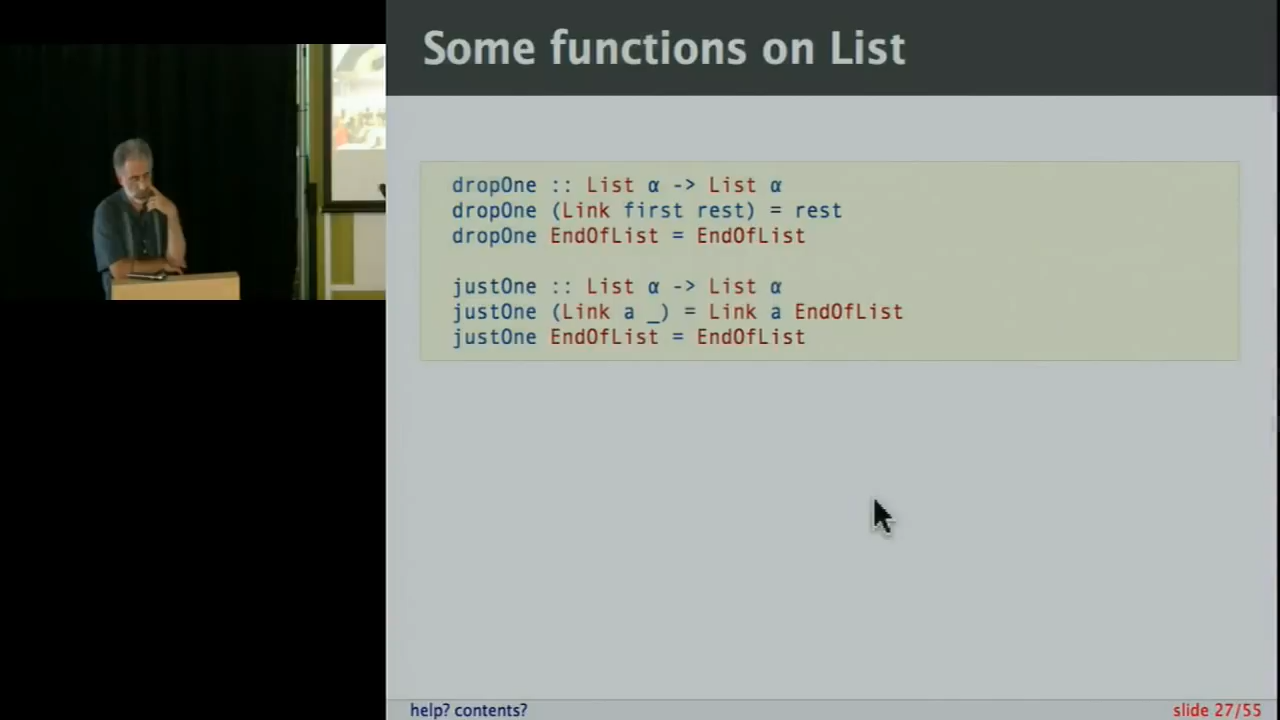 Some functions on List
dropOne :: List α -> List α
dropOne (Link first rest) = rest
dropOne EndOfList = EndOfList
justOne :: List α -> List α
justOne (Link a _) = Link a EndOfList
justOne EndOfList = EndOfList
help? contents?
slide 27/55